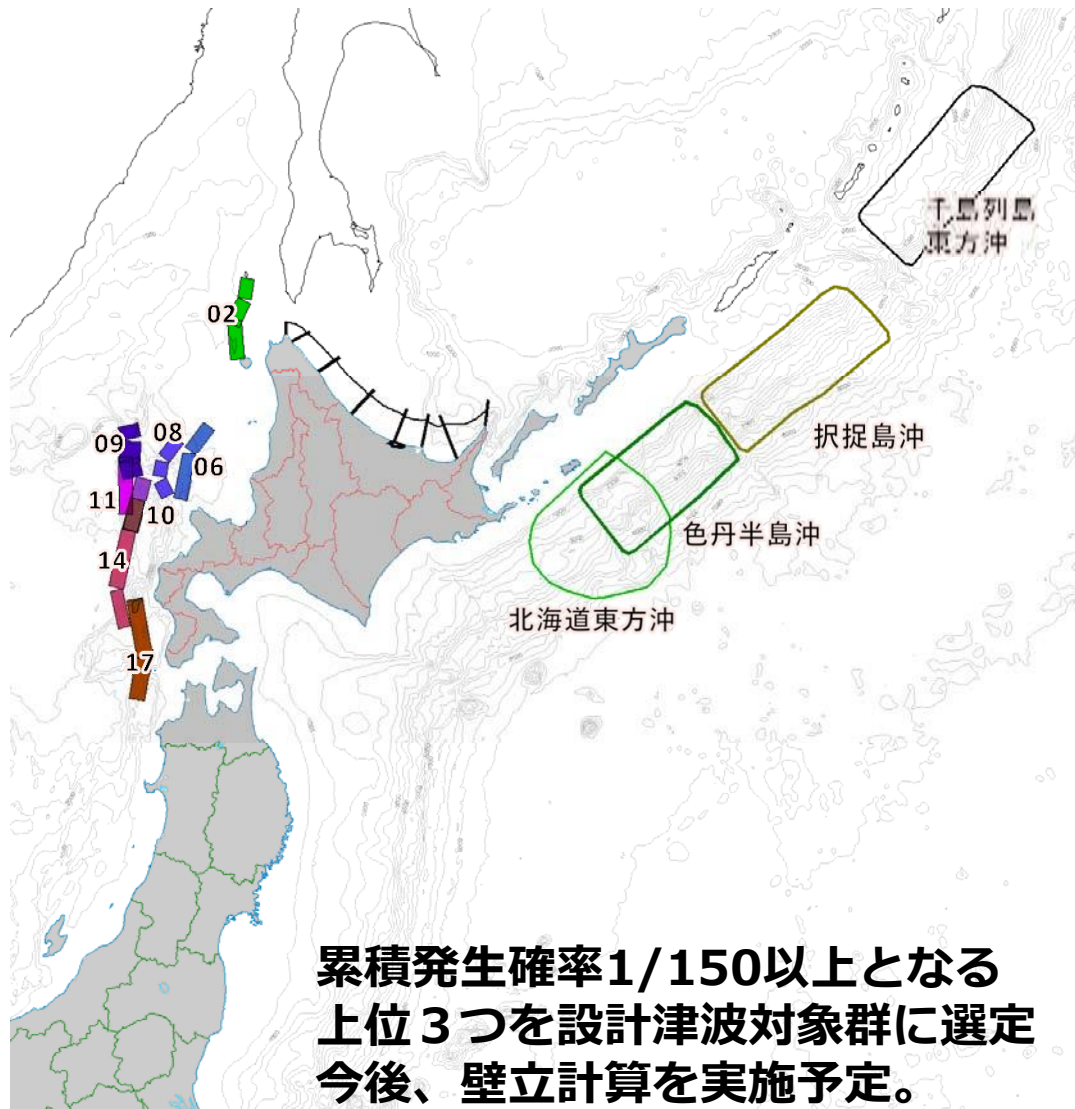 千島列島
東方沖
02
択捉島沖
08
09
06
11
10
色丹半島沖
14
北海道東方沖
17
累積発生確率1/150以上となる
上位３つを設計津波対象群に選定
今後、壁立計算を実施予定。